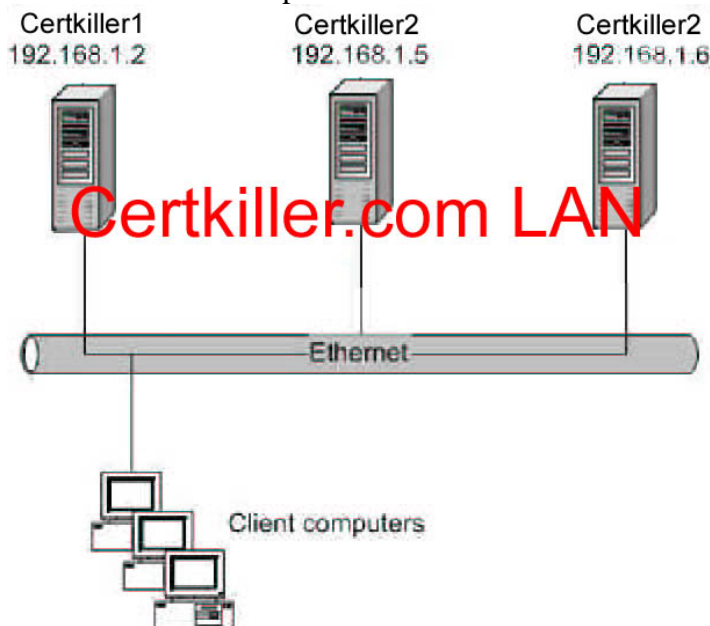 Certkiller1
192.168.1.2
Certkiller2
192.168.1.5
Certkiller2
192.168.1.6
Certkiller.com LAN
Ethernet
Client computers